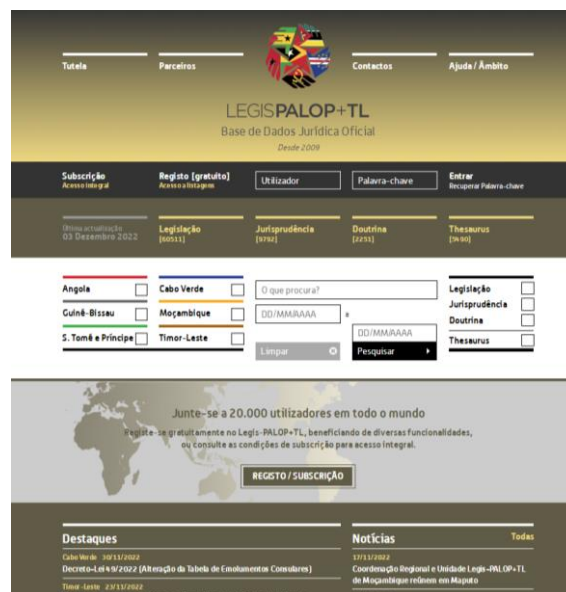 Tutela
Parceiros
Contactos
Ajuda / Âmbito
LEGISPALOP+TL
Base de Dados Jurídica Oficial
Desde 2009
Subscrição
Acesso integral
Registo [gratuito]
Acesso a listagens
Utilizador
Palavra-chave
Entrar
Recuperar Palavra-chave
Última actualização
03 Dezembro 2022
Legislação
[60511]
Jurisprudência
[9792]
Doutrina
[2251]
Thesaurus
Angola
Cabo Verde
Guiné-Bissau
Moçambique
S. Tomé e Príncipe
Timor-Leste
O que procura?
DD/MM/AAAA
e
DD/MM/AAAA
Limpar
Pesquisar
Legislação
Jurisprudência
Doutrina
Thesaurus
Junte-se a 20.000 utilizadores em todo o mundo
Registe-se gratuitamente no Legis-PALOP+TL, beneficiando de diversas funcionalidades,
ou consulte as condições de subscrição para acesso integral.
REGISTO / SUBSCRIÇÃO
Destaques
Cabo Verde 30/11/2022
Decreto-Lei 49/2022 (Alteração da Tabela de Emolumentos Consulares)
Timor-Leste 23/11/2022
Notícias
Todas
17/11/2022
Coordenação Regional e Unidade Legis-PALOP+TL
de Moçambique reúnem em Maputo